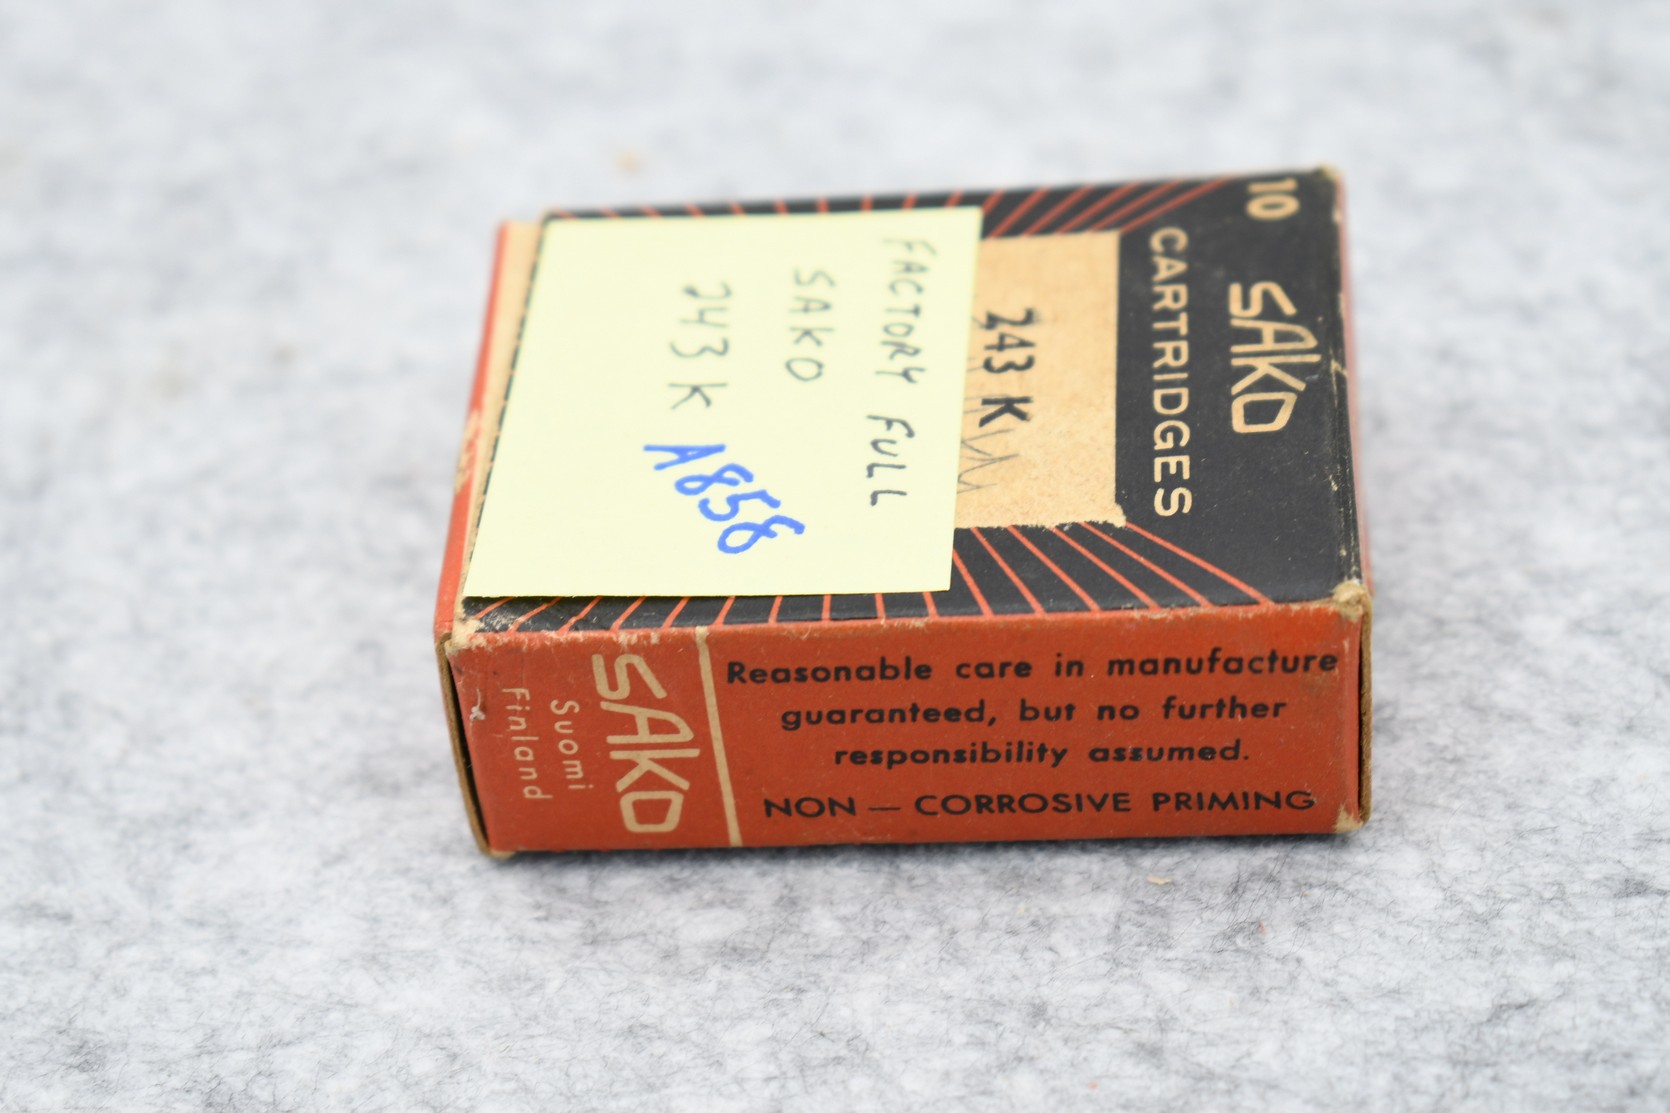 10
SAKO
CARTRIDGES
243 K
FACTORY FULL
SAKO
243 K
A858
SAKO
Suomi
Finland
Reasonable care in manufacture
guaranteed, but no further
responsibility assumed.
NON — CORROSIVE PRIMING